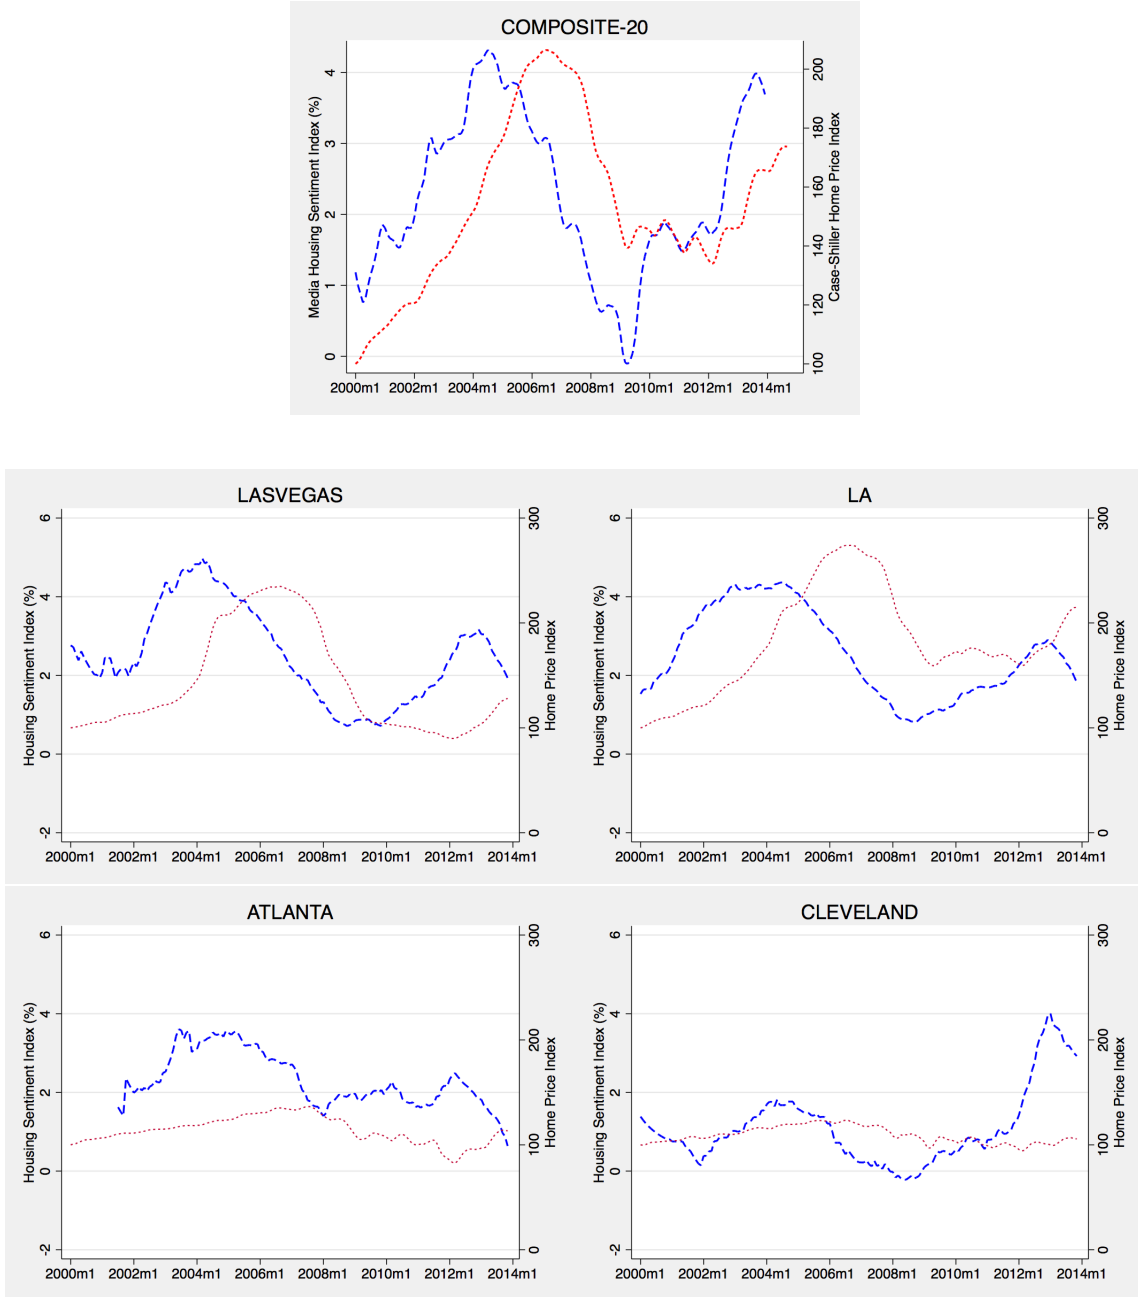 COMPOSITE-20
Media Housing Sentiment Index (%)
4
3
2
1
0
200
180
160
140
120
100
Case-Shiller Home Price Index
2000m1 2002m1 2004m1 2006m1 2008m1 2010m1 2012m1 2014m1
LASVEGAS
Housing Sentiment Index (%)
6
4
2
0
-2
300
200
100
0
Home Price Index
2000m1 2002m1 2004m1 2006m1 2008m1 2010m1 2012m1 2014m1
LA
Housing Sentiment Index (%)
6
4
2
0
-2
300
200
100
0
Home Price Index
2000m1 2002m1 2004m1 2006m1 2008m1 2010m1 2012m1 2014m1
ATLANTA
Housing Sentiment Index (%)
6
4
2
0
-2
300
200
100
0
Home Price Index
2000m1 2002m1 2004m1 2006m1 2008m1 2010m1 2012m1 2014m1
CLEVELAND
Housing Sentiment Index (%)
6
4
2
0
-2
300
200
100
0
Home Price Index
2000m1 2002m1 2004m1 2006m1 2008m1 2010m1 2012m1 2014m1